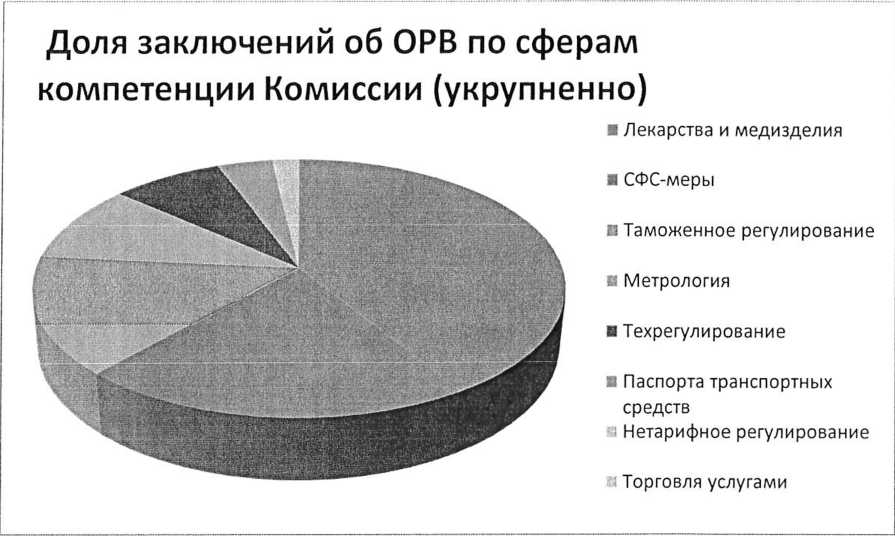 Доля заключений об ОРВ по сферам
компетенции Комиссии (укрупненно)
Лекарства и медизделия
СФС-меры
Таможенное регулирование
Метрология
Техрегулирование
Паспорта транспортных
средств
Нетарифное регулирование
Торговля услугами